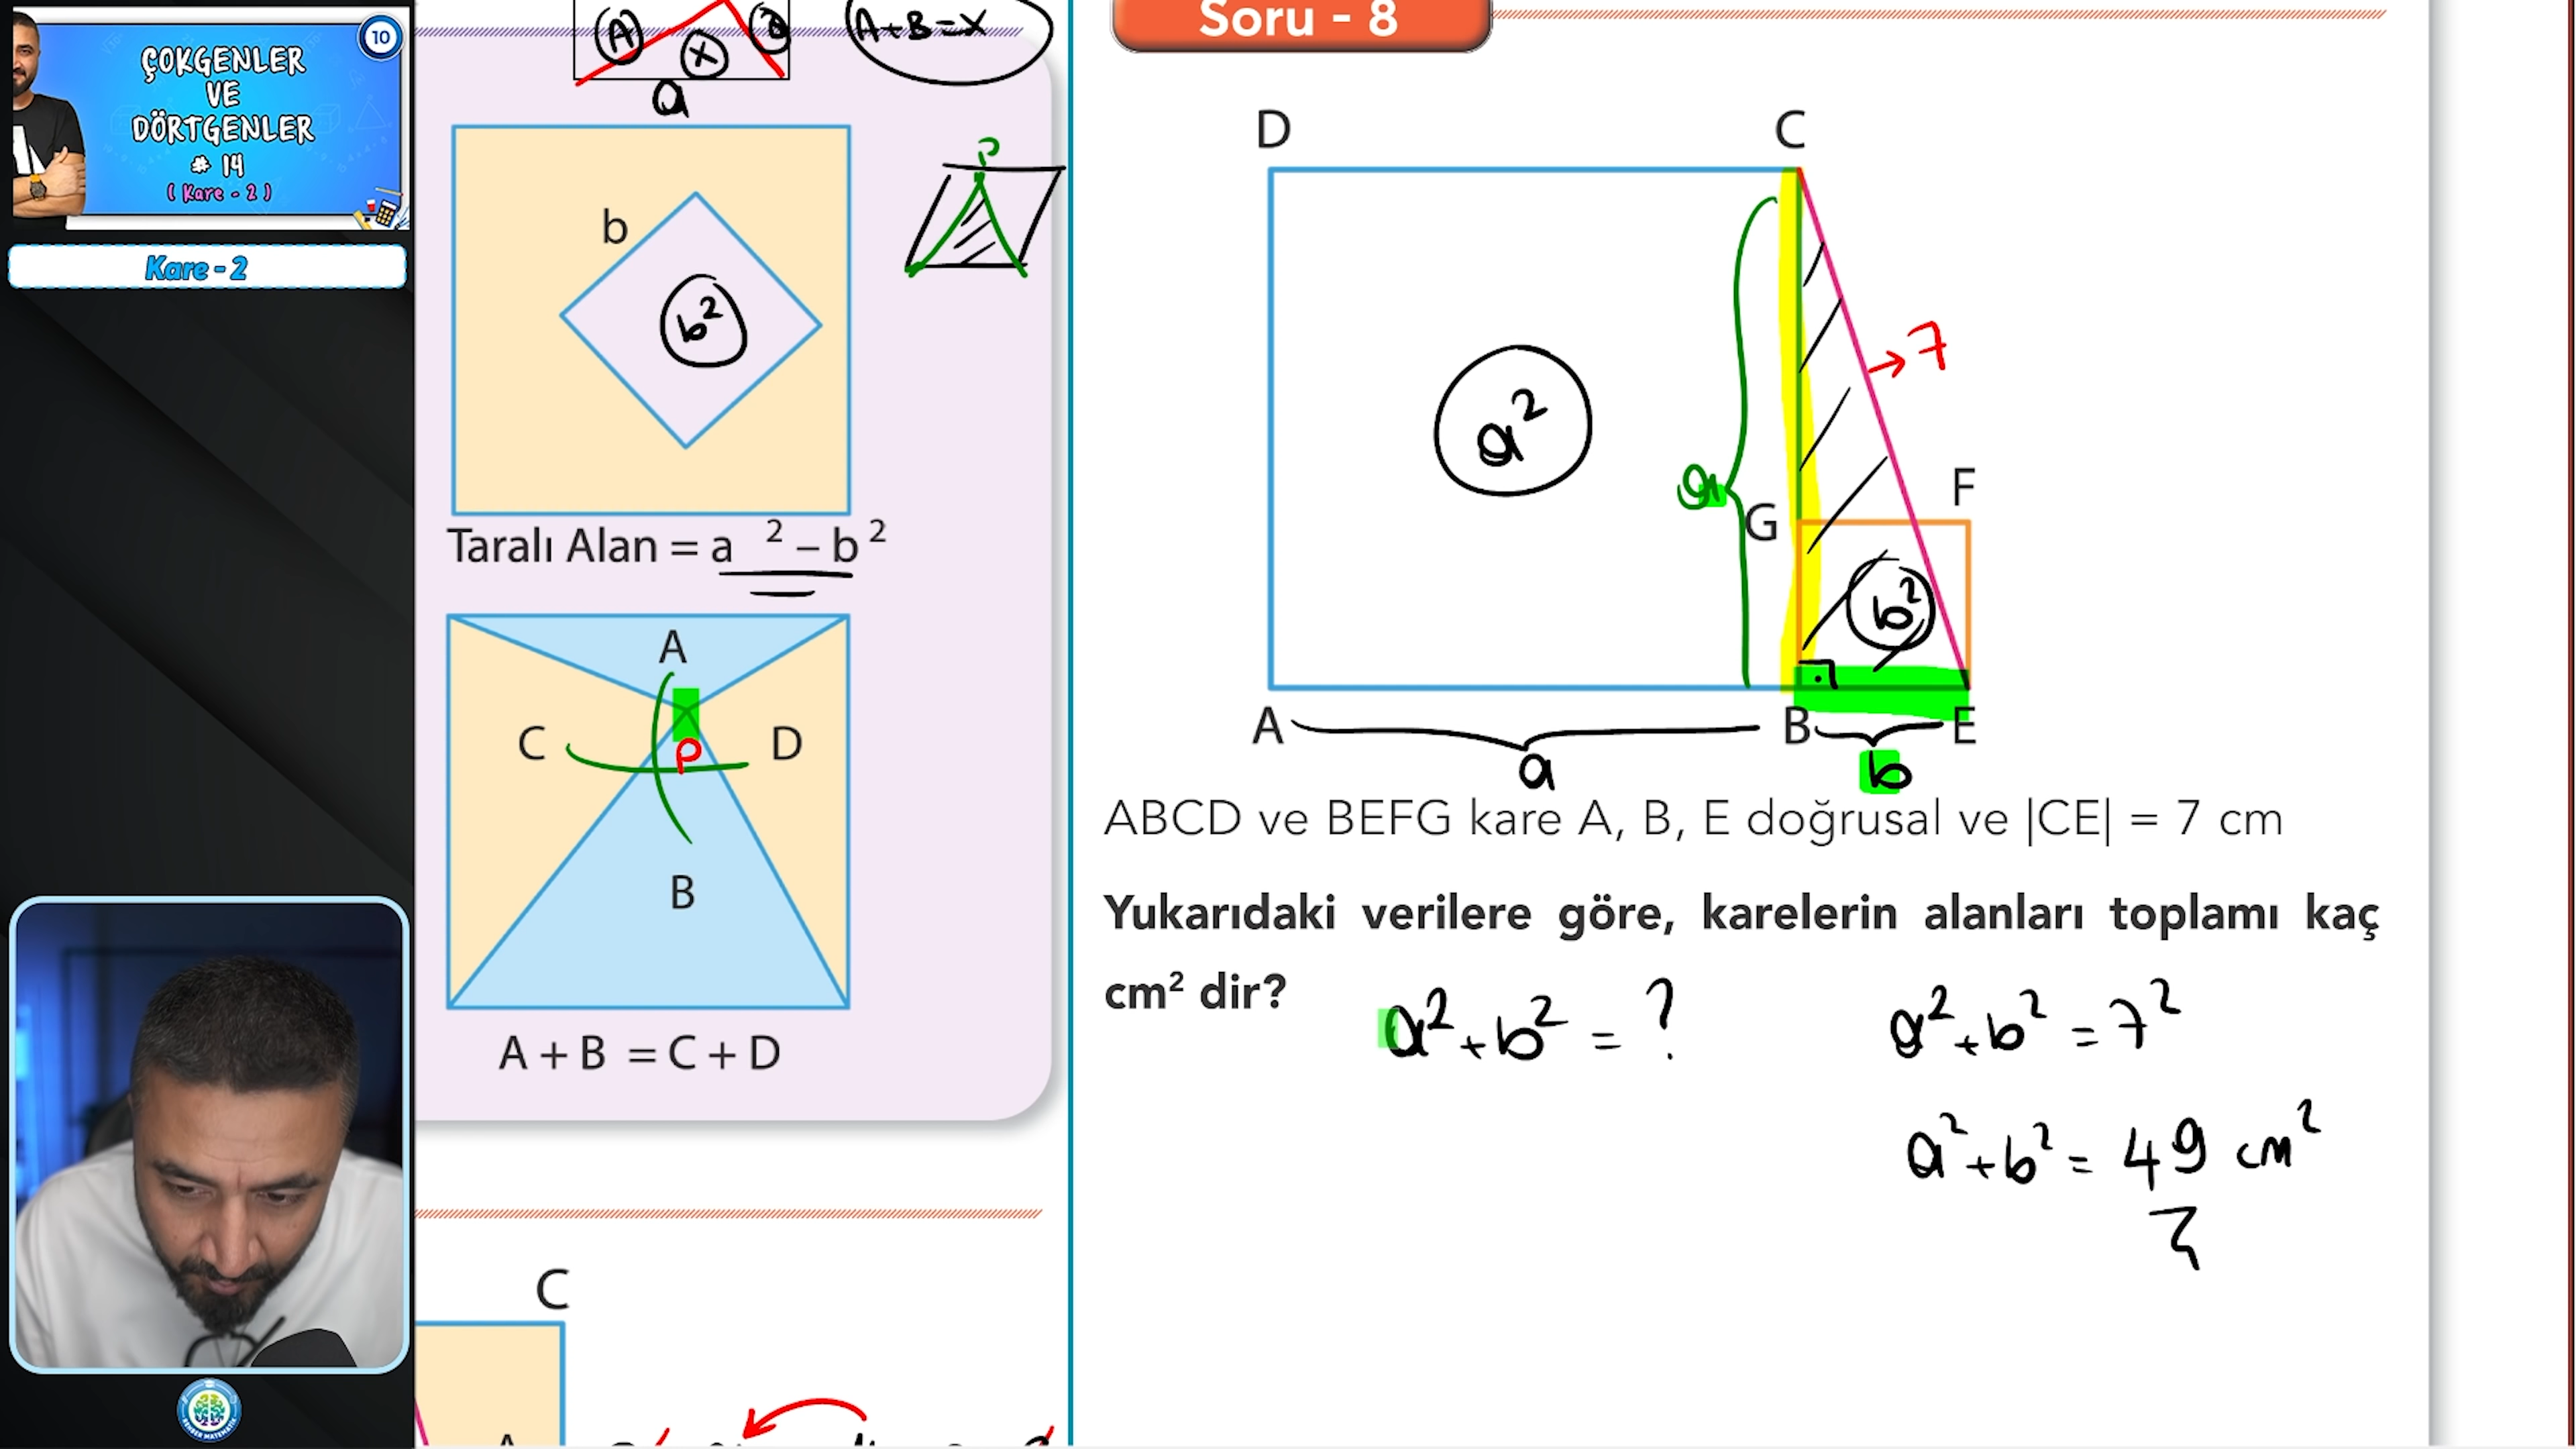 ÇOKGENLER
VE
DÖRTGENLER
# 14
( Kare - 2 )
10
Kare - 2
A
X
B
A+B=X
a
b
b²
P
Taralı Alan = a ² – b ²
A
C
D
P
B
A + B = C + D
C
Soru - 8
D
C
a²
7
a
G
F
b²
A
B
E
a
b
ABCD ve BEFG kare A, B, E doğrusal ve |CE| = 7 cm
Yukarıdaki verilere göre, karelerin alanları toplamı kaç
cm² dir?
a²+b² = ?
a²+b² = 7²
a²+b² = 49 cm²